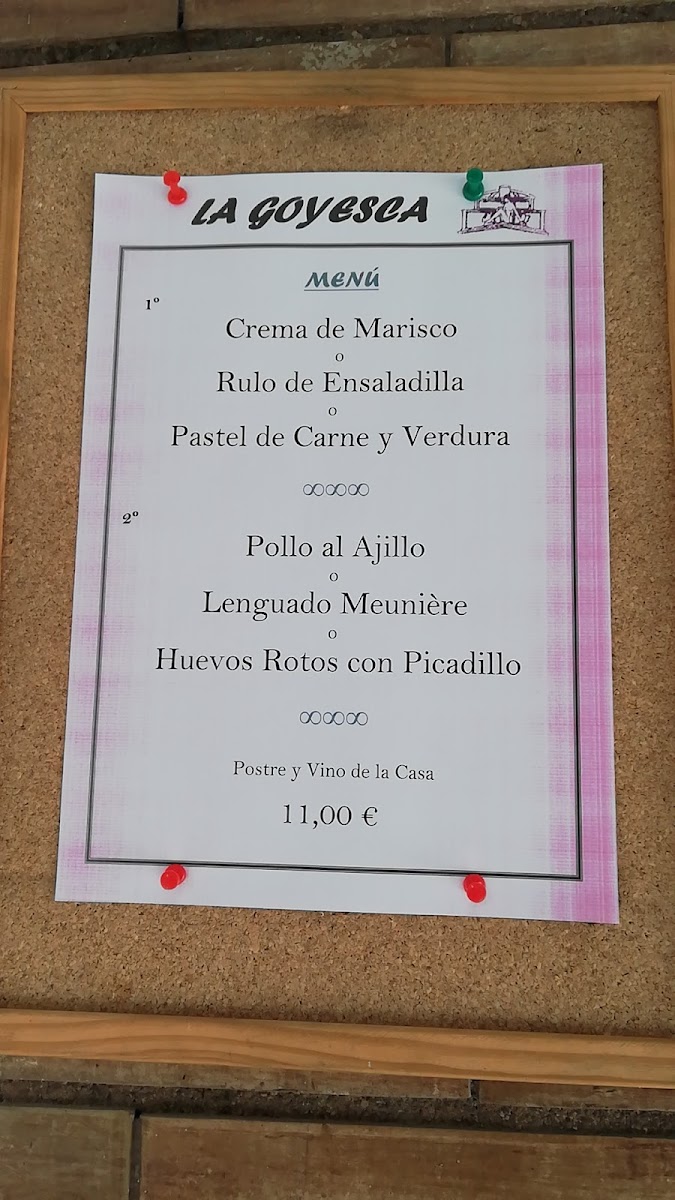 LA GOYESCA
MENÚ
1º
Crema de Marisco
o
Rulo de Ensaladilla
o
Pastel de Carne y Verdura
2º
Pollo al Ajillo
o
Lenguado Meunière
o
Huevos Rotos con Picadillo
Postre y Vino de la Casa
11,00 €